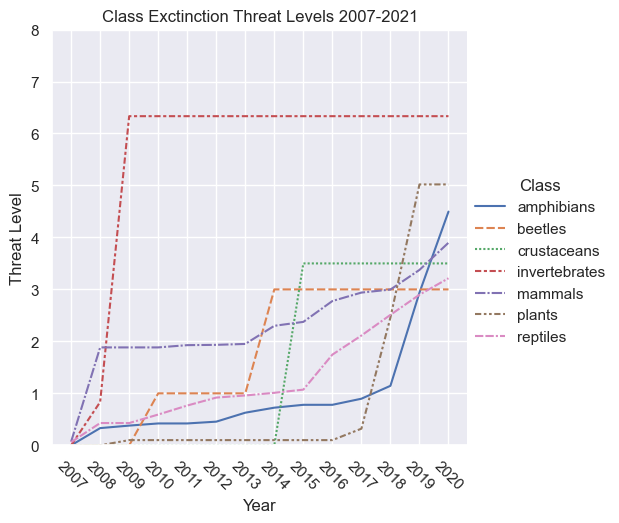 Class Exctinction Threat Levels 2007-2021
8
7
6
5
4
3
2
1
0
Threat Level
2007
2008
2009
2010
2011
2012
2013
2014
2015
2016
2017
2018
2019
2020
Year
Class
amphibians
beetles
crustaceans
invertebrates
mammals
plants
reptiles